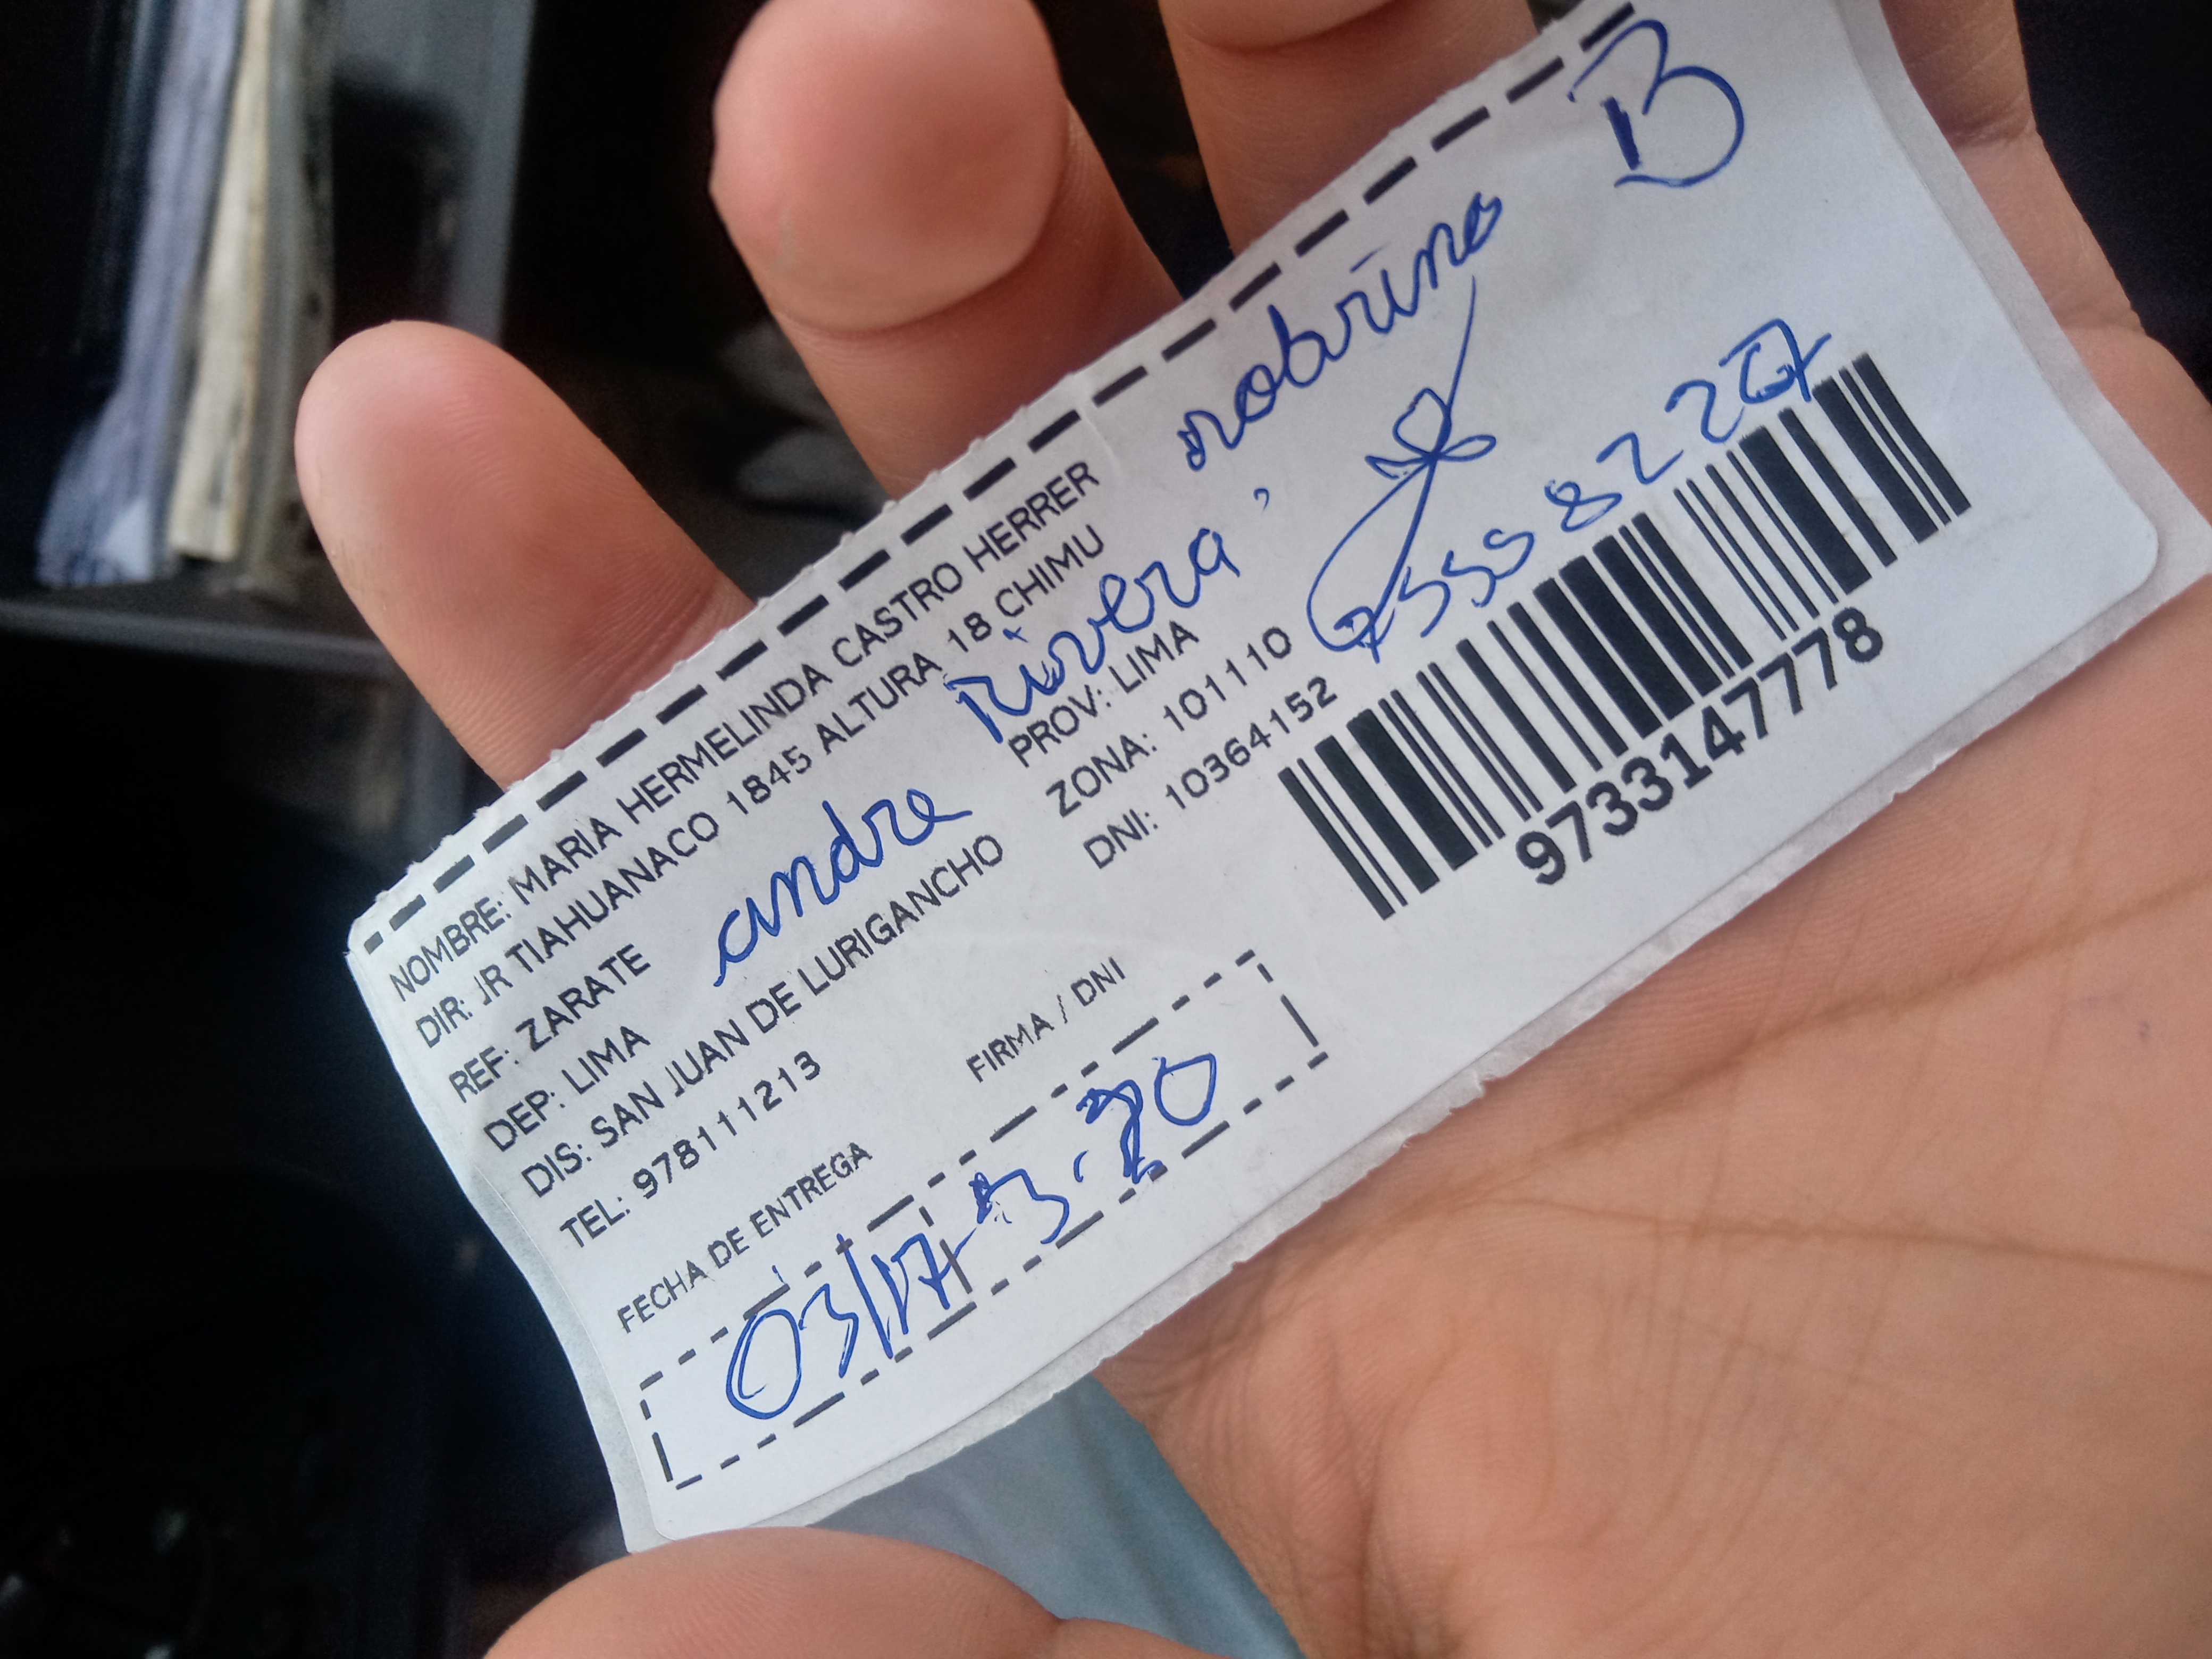 B
NOMBRE: MARIA HERMELINDA CASTRO HERRER
DIR: JR TIAHUANACO 1845 ALTURA 18 CHIMU
REF: ZARATE
andre rivera, sobrino
DEP: LIMA PROV: LIMA
DIS: SAN JUAN DE LURIGANCHO ZONA: 101110
TEL: 978111213 DNI: 10364152
9733147778
FECHA DE ENTREGA FIRMA / DNI
03/17